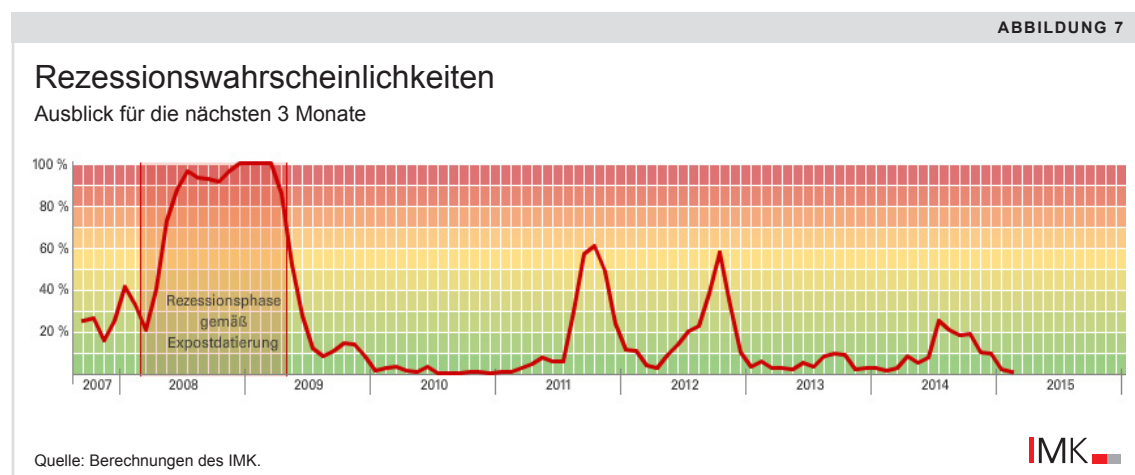 ABBILDUNG 7
Rezessionswahrscheinlichkeiten
Ausblick für die nächsten 3 Monate
100 %
80 %
60 %
40 %
20 %
Rezessionsphase
gemäß
Expostdatierung
2007 2008 2009 2010 2011 2012 2013 2014 2015
Quelle: Berechnungen des IMK.
IMK